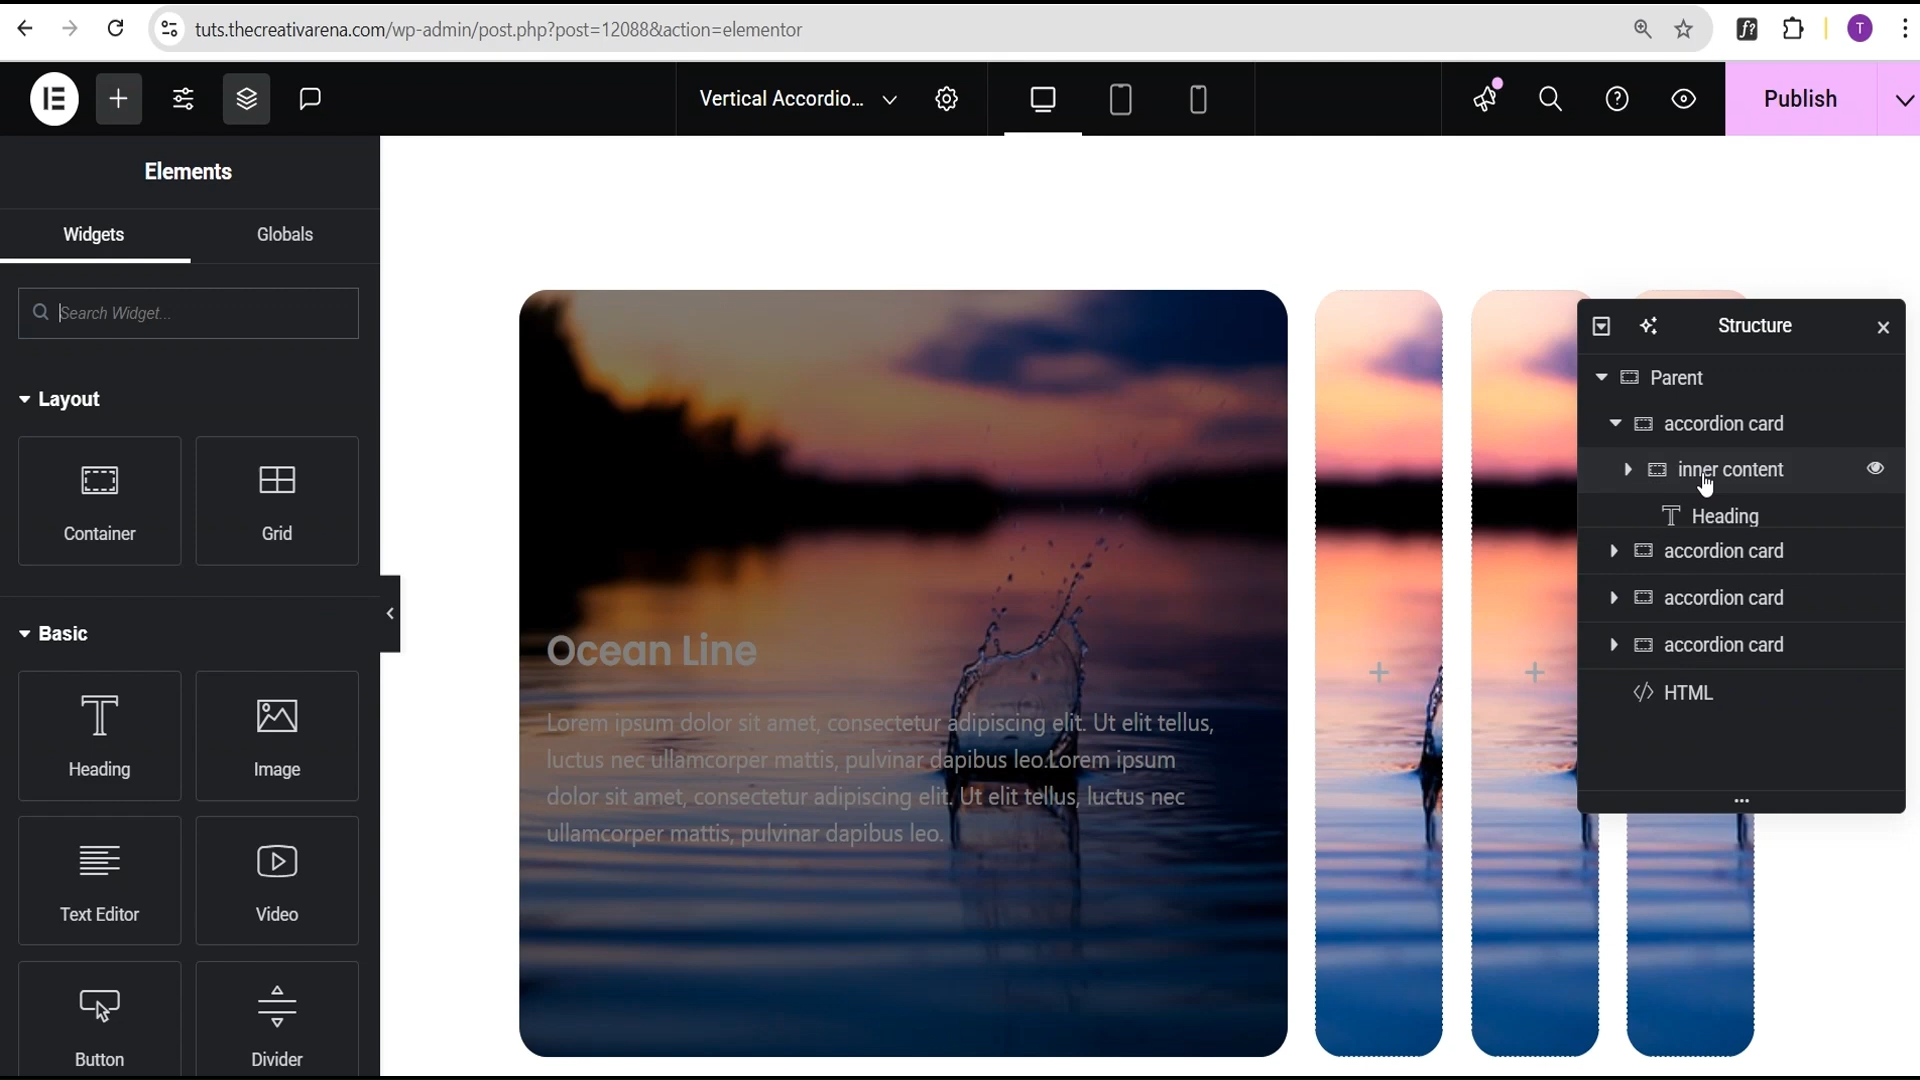 tuts.thecreativarena.com/wp-admin/post.php?post=12088&action=elementor
T
Vertical Accordio...
Publish
Elements
Widgets
Globals
Search Widget...
Layout
Container
Grid
Basic
Heading
Image
Text Editor
Video
Button
Divider
Ocean Line
Lorem ipsum dolor sit amet, consectetur adipiscing elit. Ut elit tellus,
luctus nec ullamcorper mattis, pulvinar dapibus leo.Lorem ipsum
dolor sit amet, consectetur adipiscing elit. Ut elit tellus, luctus nec
ullamcorper mattis, pulvinar dapibus leo.
+
+
Structure
Parent
accordion card
inner content
Heading
accordion card
accordion card
accordion card
HTML